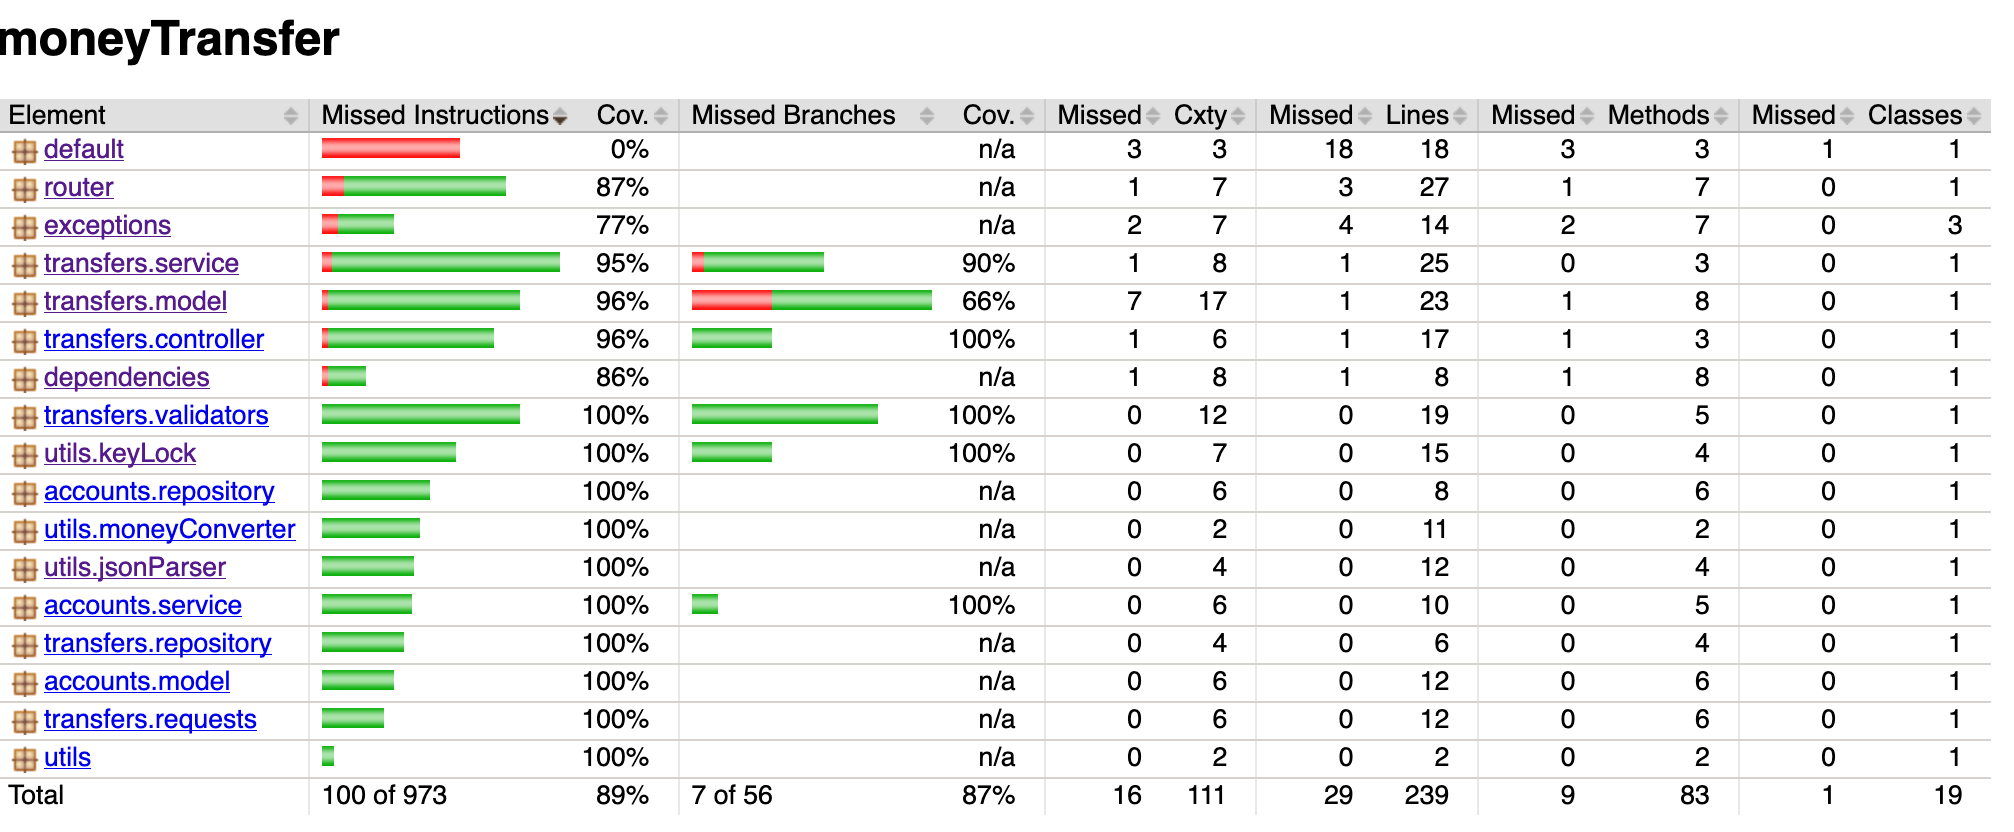 moneyTransfer
Element Missed Instructions Cov. Missed Branches Cov. Missed Cxty Missed Lines Missed Methods Missed Classes
default 0% n/a 3 3 18 18 3 3 1 1
router 87% n/a 1 7 3 27 1 7 0 1
exceptions 77% n/a 2 7 4 14 2 7 0 3
transfers.service 95% 90% 1 8 1 25 0 3 0 1
transfers.model 96% 66% 7 17 1 23 1 8 0 1
transfers.controller 96% 100% 1 6 1 17 1 3 0 1
dependencies 86% n/a 1 8 1 8 1 8 0 1
transfers.validators 100% 100% 0 12 0 19 0 5 0 1
utils.keyLock 100% 100% 0 7 0 15 0 4 0 1
accounts.repository 100% n/a 0 6 0 8 0 6 0 1
utils.moneyConverter 100% n/a 0 2 0 11 0 2 0 1
utils.jsonParser 100% n/a 0 4 0 12 0 4 0 1
accounts.service 100% 100% 0 6 0 10 0 5 0 1
transfers.repository 100% n/a 0 4 0 6 0 4 0 1
accounts.model 100% n/a 0 6 0 12 0 6 0 1
transfers.requests 100% n/a 0 6 0 12 0 6 0 1
utils 100% n/a 0 2 0 2 0 2 0 1
Total 100 of 973 89% 7 of 56 87% 16 111 29 239 9 83 1 19